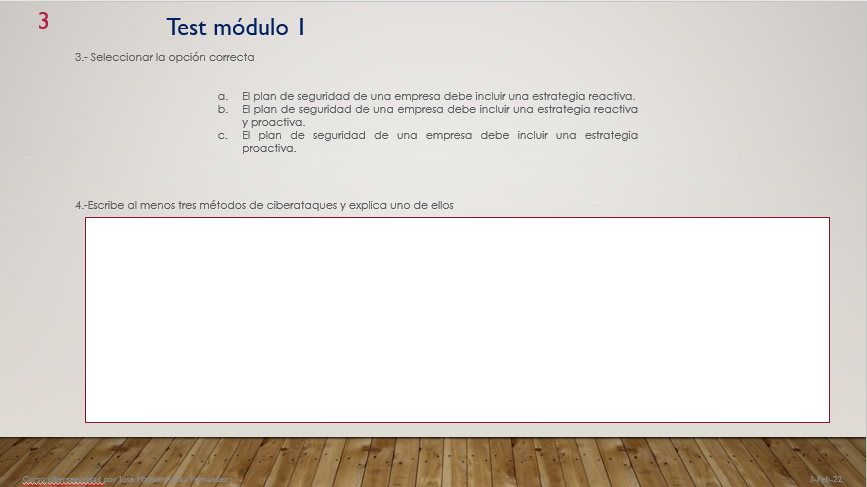 3
Test módulo 1
3.- Seleccionar la opción correcta
a. El plan de seguridad de una empresa debe incluir una estrategia reactiva.
b. El plan de seguridad de una empresa debe incluir una estrategia reactiva
y proactiva.
c. El plan de seguridad de una empresa debe incluir una estrategia
proactiva.
4.-Escribe al menos tres métodos de ciberataques y explica uno de ellos
por José
3-Feb-22